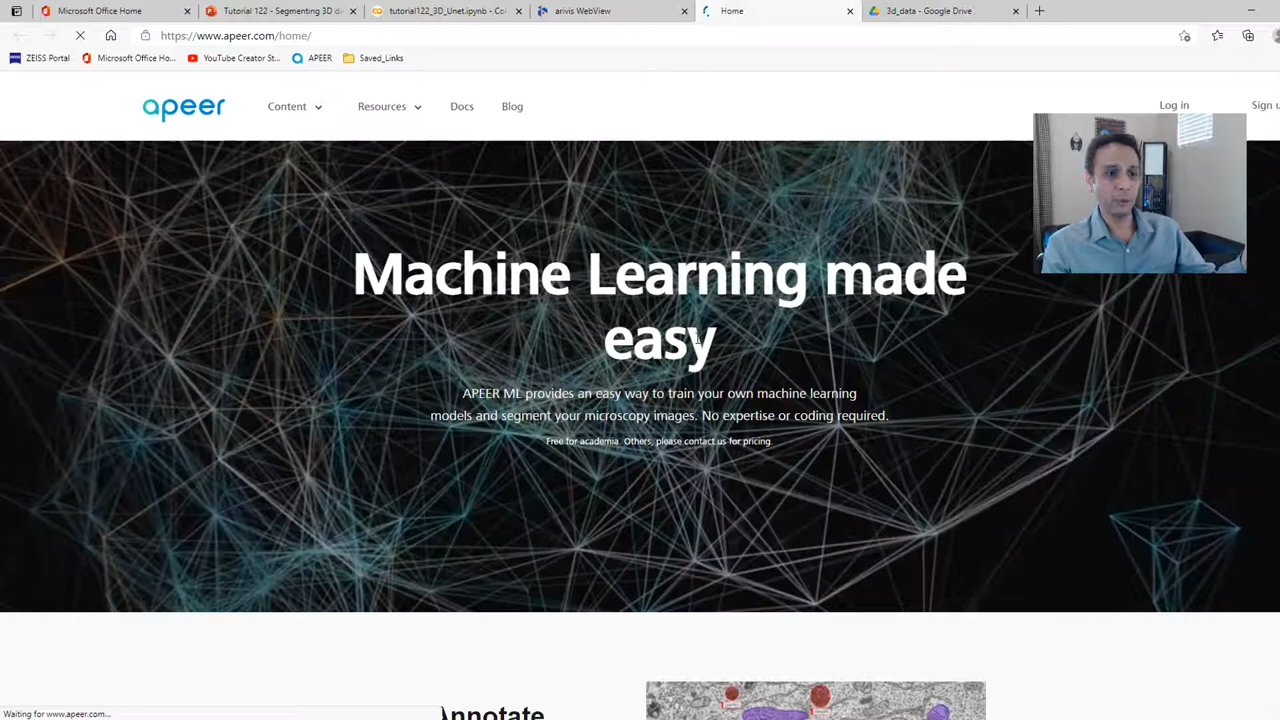 Microsoft Office Home
Tutorial 122 - Segmenting 3D da
tutorial122_3D_Unet.ipynb - Co
arivis WebView
Home
3d_data - Google Drive
https://www.apeer.com/home/
ZEISS Portal
Microsoft Office Ho...
YouTube Creator St...
APEER
Saved_Links
apeer
Content
Resources
Docs
Blog
Log in
Sign u
Machine Learning made
easy
APEER ML provides an easy way to train your own machine learning
models and segment your microscopy images. No expertise or coding required.
Free for academia. Others, please contact us for pricing.
Annotate
Waiting for www.apeer.com...